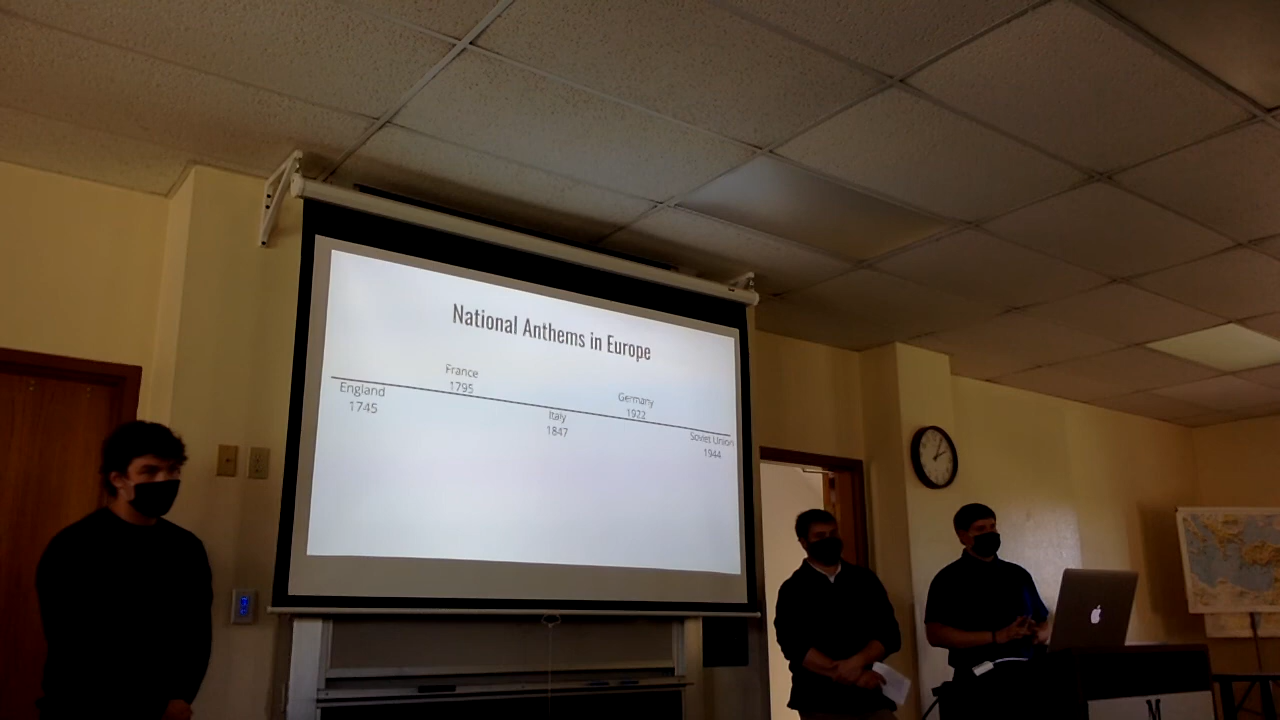 National Anthems in Europe
England
1745
France
1795
Italy
1847
Germany
1922
Soviet Union
1944
M